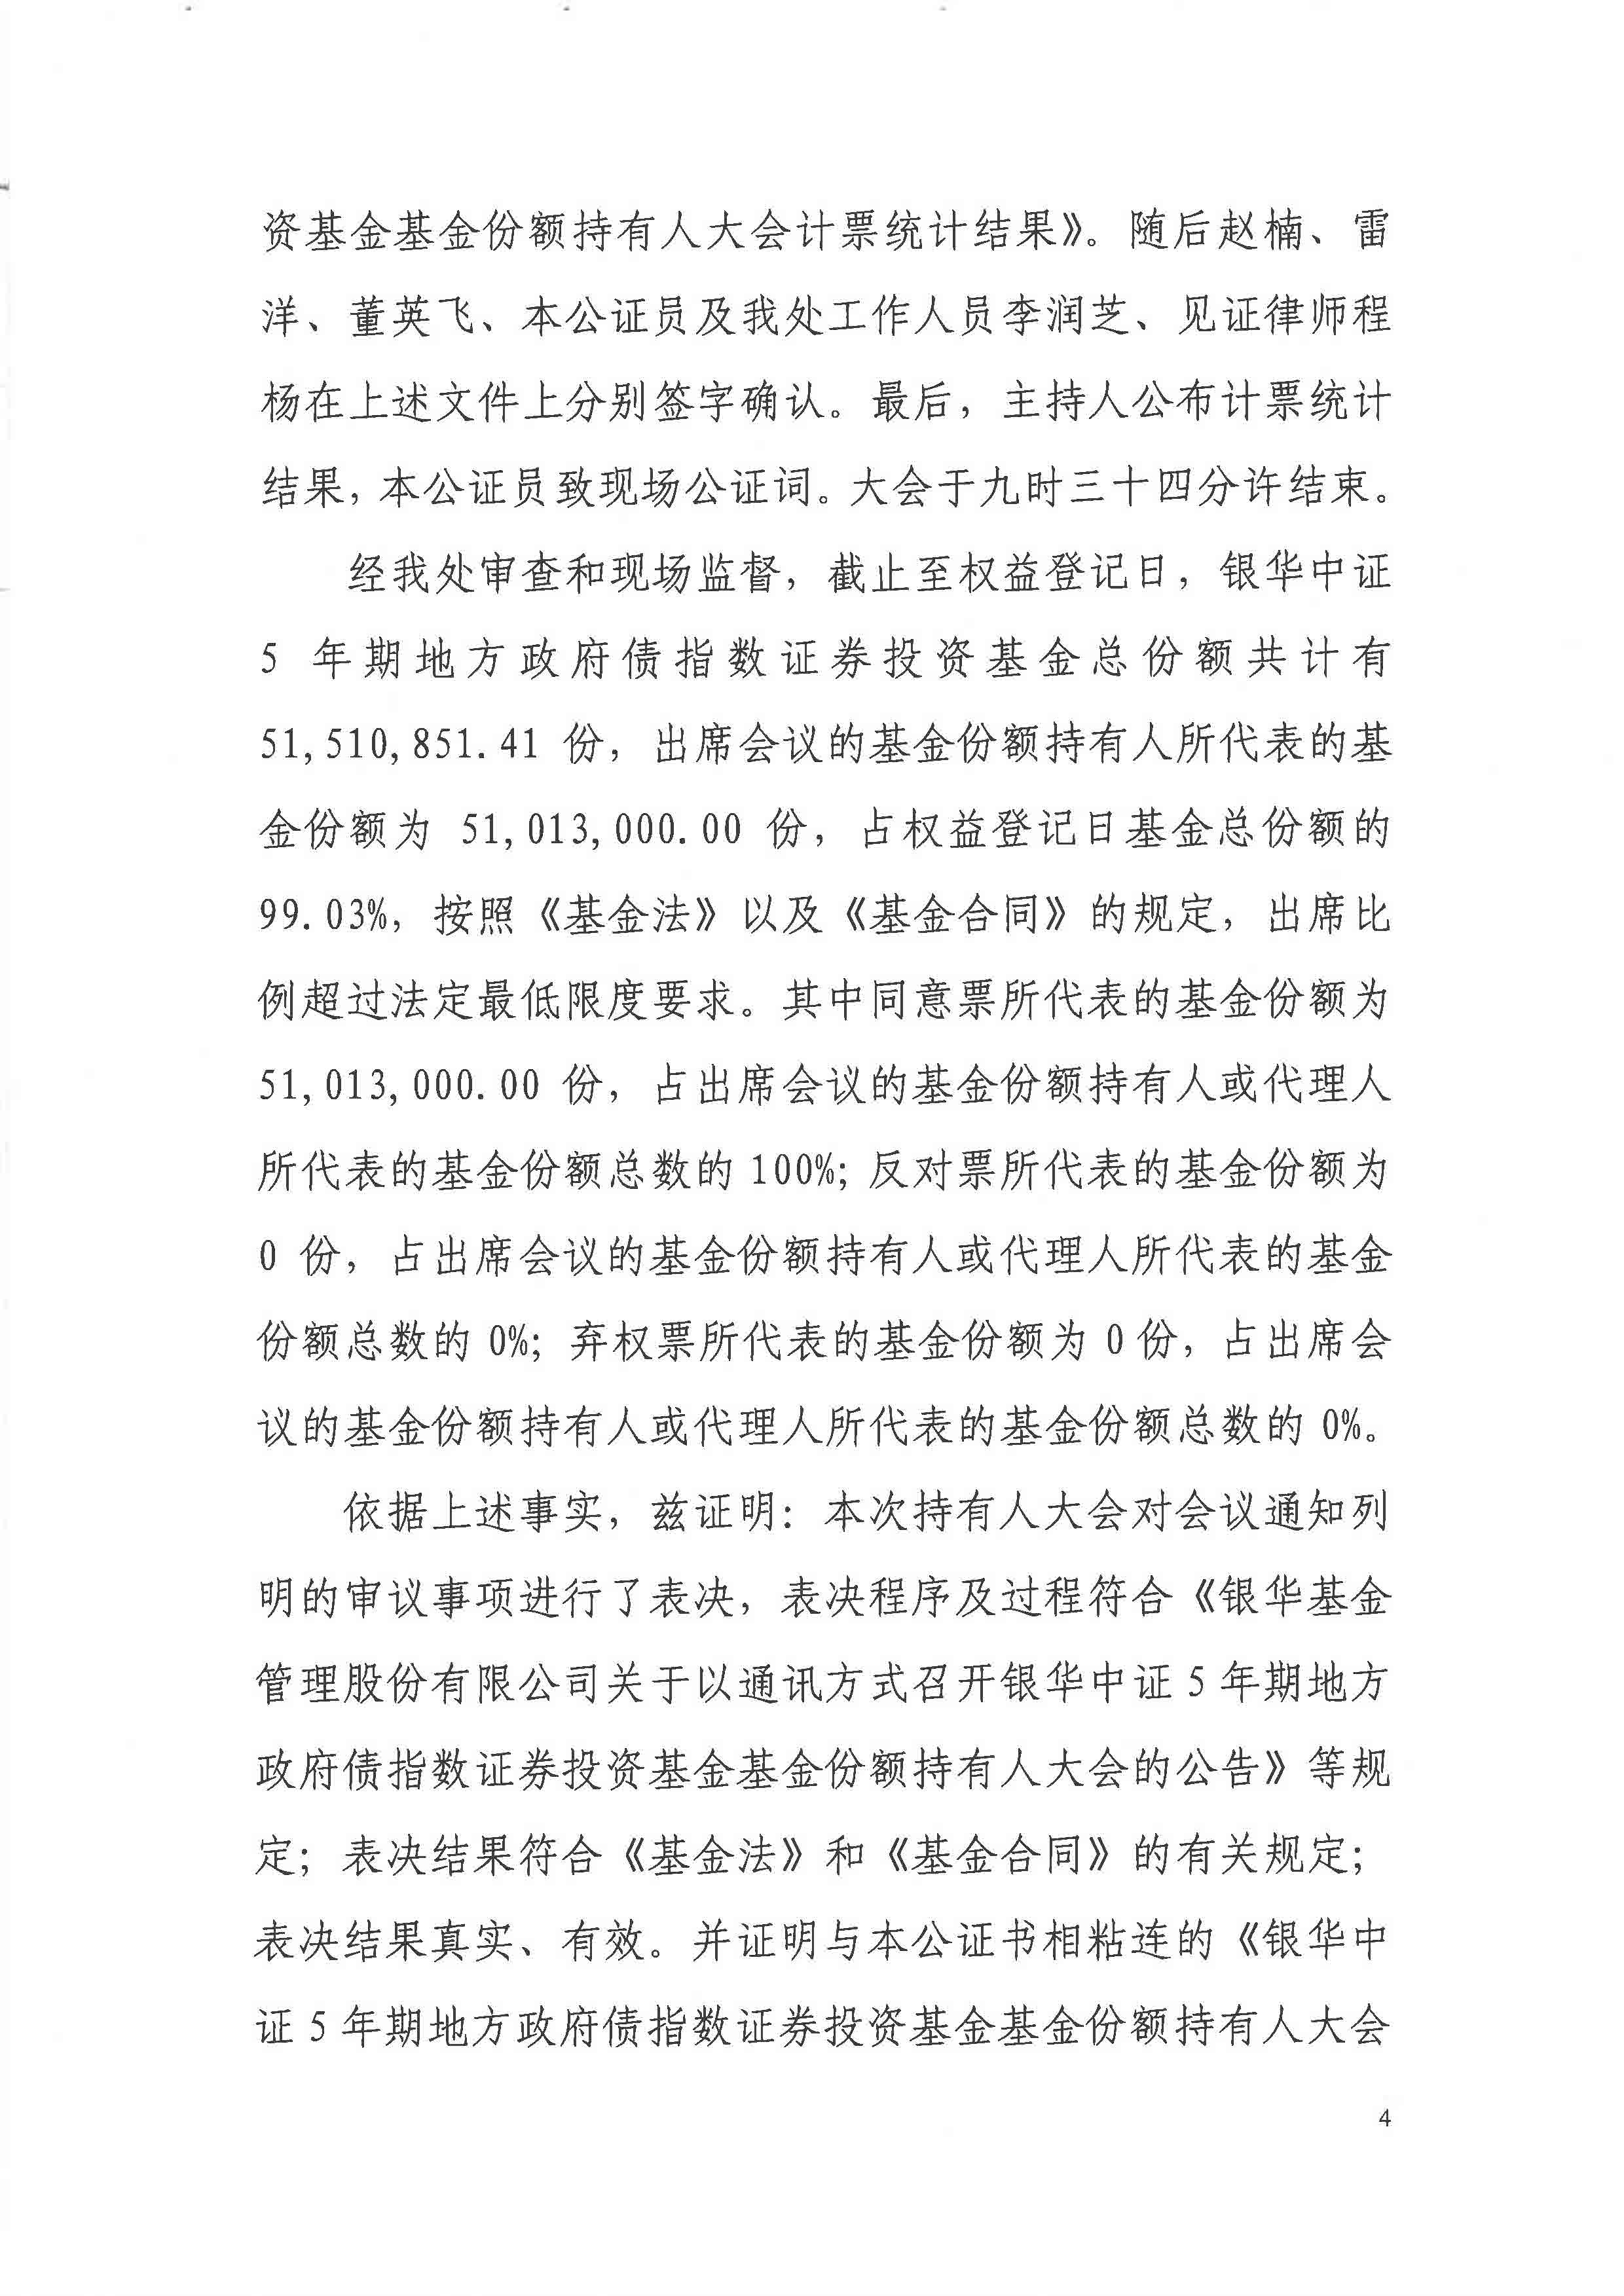 资基金基金份额持有人大会计票统计结果》。随后赵楠、雷
洋、董英飞、本公证员及我处工作人员李润芝、见证律师程
杨在上述文件上分别签字确认。最后，主持人公布计票统计
结果，本公证员致现场公证词。大会于九时三十四分许结束。
经我处审查和现场监督，截止至权益登记日，银华中证
5 年期地方政府债指数证券投资基金总份额共计有
51,510,851.41 份，出席会议的基金份额持有人所代表的基
金份额为 51,013,000.00 份，占权益登记日基金总份额的
99.03%，按照《基金法》以及《基金合同》的规定，出席比
例超过法定最低限度要求。其中同意票所代表的基金份额为
51,013,000.00 份，占出席会议的基金份额持有人或代理人
所代表的基金份额总数的 100%；反对票所代表的基金份额为
0 份，占出席会议的基金份额持有人或代理人所代表的基金
份额总数的 0%；弃权票所代表的基金份额为 0 份，占出席会
议的基金份额持有人或代理人所代表的基金份额总数的 0%。
依据上述事实，兹证明：本次持有人大会对会议通知列
明的审议事项进行了表决，表决程序及过程符合《银华基金
管理股份有限公司关于以通讯方式召开银华中证 5 年期地方
政府债指数证券投资基金基金份额持有人大会的公告》等规
定；表决结果符合《基金法》和《基金合同》的有关规定；
表决结果真实、有效。并证明与本公证书相粘连的《银华中
证 5 年期地方政府债指数证券投资基金基金份额持有人大会
4